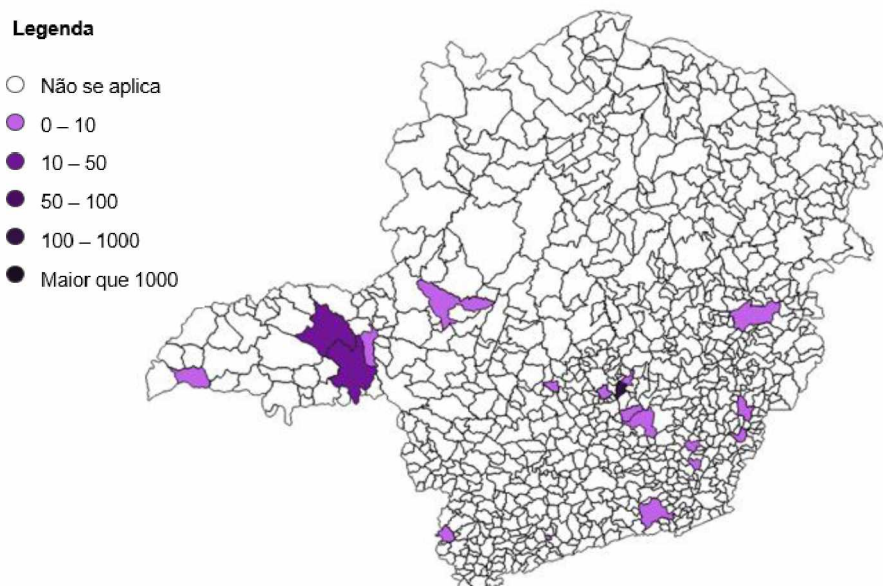 Legenda
Não se aplica
0 – 10
10 – 50
50 – 100
100 – 1000
Maior que 1000